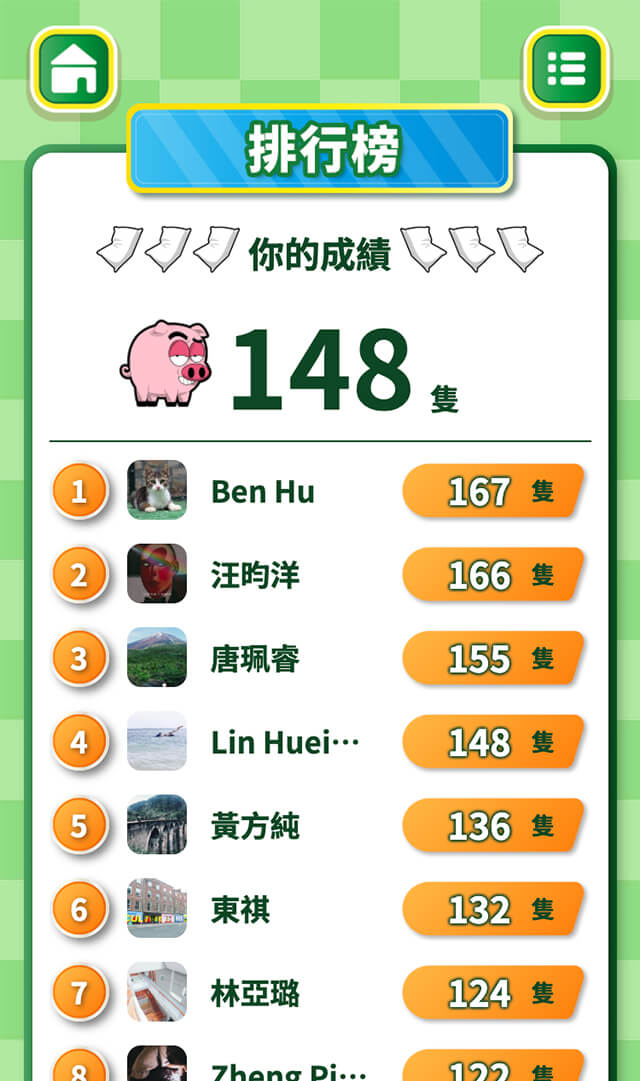 排行榜
你的成績
148 隻
1 Ben Hu 167 隻
2 汪昀洋 166 隻
3 唐珮睿 155 隻
4 Lin Huei… 148 隻
5 黃方純 136 隻
6 東祺 132 隻
7 林亞璐 124 隻
8 Zheng Pi… 122 隻